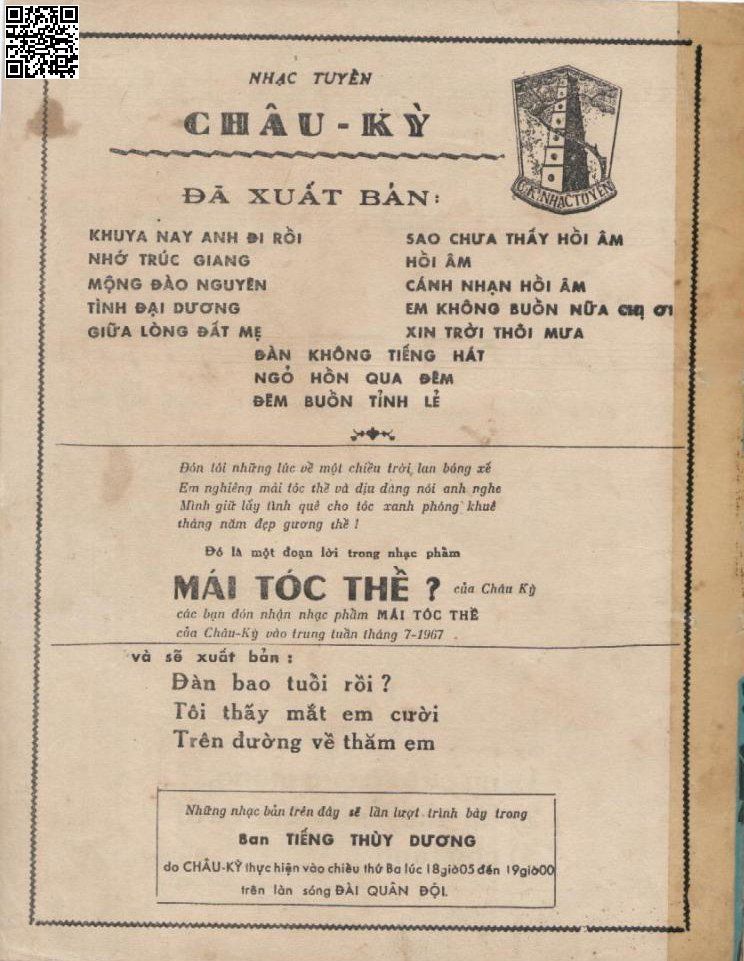 NHẠC TUYỂN
CHÂU - KỲ
C.K. NHẠC TUYỂN
ĐÃ XUẤT BẢN:
KHUYA NAY ANH ĐI RỒI
NHỚ TRÚC GIANG
MỘNG ĐÀO NGUYÊN
TÌNH ĐẠI DƯƠNG
GIỮA LÒNG ĐẤT MẸ
SAO CHƯA THẤY HỒI ÂM
HỒI ÂM
CÁNH NHẠN HỒI ÂM
EM KHÔNG BUỒN NỮA CHỊ ƠI
XIN TRỜI THÔI MƯA
ĐÀN KHÔNG TIẾNG HÁT
NGỎ HỒN QUA ĐÊM
ĐÊM BUỒN TỈNH LẺ
Đón tôi những lúc về một chiều trời lan bóng xế
Em nghiêng mái tóc thề và dịu dàng nói anh nghe
Mình giữ lấy tình quê cho tóc xanh phòng khuê
tháng năm đẹp gương thề !
Đó là một đoạn lời trong nhạc phẩm
MÁI TÓC THỀ ? của Châu Kỳ
các bạn đón nhận nhạc phẩm MÁI TÓC THỀ
của Châu-Kỳ vào trung tuần tháng 7-1967
và sẽ xuất bản :
Đàn bao tuổi rồi ?
Tôi thấy mắt em cười
Trên đường về thăm em
Những nhạc bản trên đây sẽ lần lượt trình bày trong
Ban TIẾNG THÙY DƯƠNG
do CHÂU-KỲ thực hiện vào chiều thứ Ba lúc 18giờ05 đến 19giờ00
trên làn sóng ĐÀI QUÂN ĐỘI.